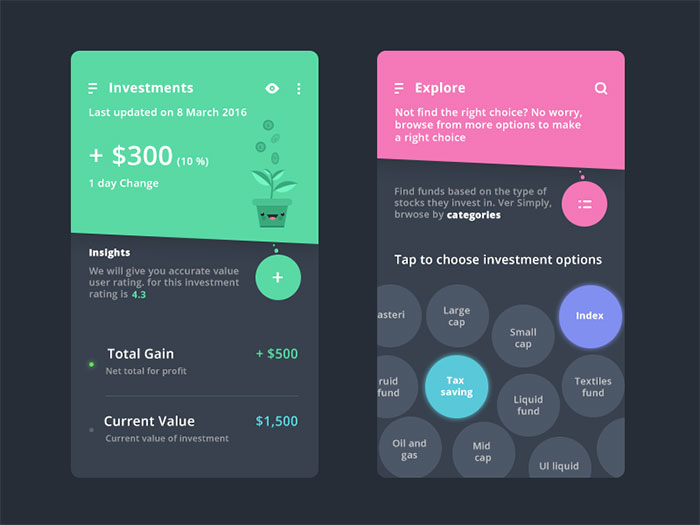 Investments
Last updated on 8 March 2016
+ $300 (10 %)
1 day Change
Insights
We will give you accurate value
user rating. for this investment
rating is 4.3
+
Total Gain
+ $500
Net total for profit
Current Value
$1,500
Current value of investment
Explore
Not find the right choice? No worry,
browse from more options to make
a right choice
Find funds based on the type of
stocks they invest in. Ver Simply,
brwose by categories
Tap to choose investment options
asteri
Large
cap
Small
cap
Index
ruid
fund
Tax
saving
Liquid
fund
Textiles
fund
Oil and
gas
Mid
cap
UI liquid